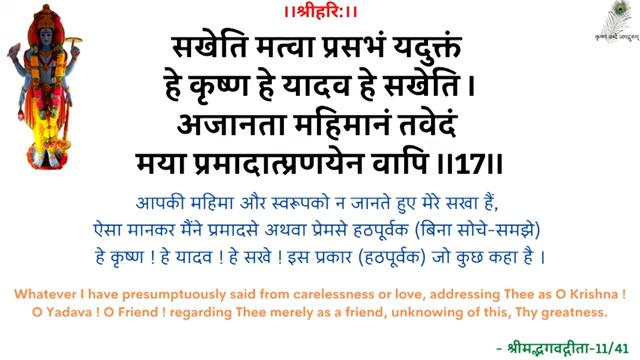 ।।श्रीहरि:।।
सखेति मत्वा प्रसभं यदुक्तं
हे कृष्ण हे यादव हे सखेति ।
अजानता महिमानं तवेदं
मया प्रमादात्प्रणयेन वापि ।।17।।
आपकी महिमा और स्वरूपको न जानते हुए मेरे सखा हैं,
ऐसा मानकर मैंने प्रमादसे अथवा प्रेमसे हठपूर्वक (बिना सोचे-समझे)
हे कृष्ण ! हे यादव ! हे सखे ! इस प्रकार (हठपूर्वक) जो कुछ कहा है ।
Whatever I have presumptuously said from carelessness or love, addressing Thee as O Krishna !
O Yadava ! O Friend ! regarding Thee merely as a friend, unknowing of this, Thy greatness.
- श्रीमद्भगवद्गीता-11/41
कृष्णं वन्दे जगद्गुरुम्